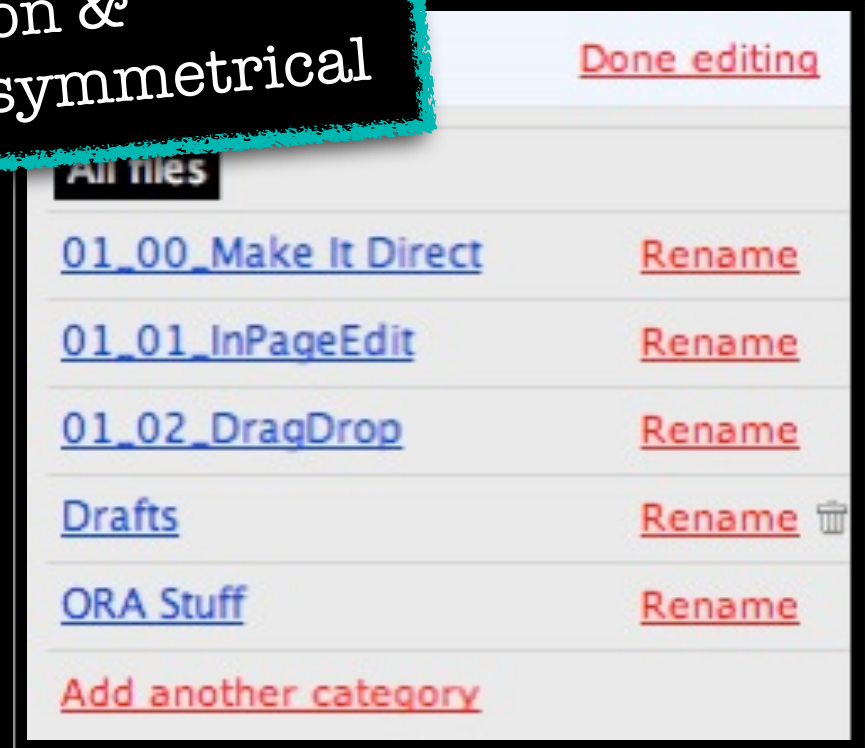 on &
symmetrical
Done editing
All files
01_00_Make It Direct Rename
01_01_InPageEdit Rename
01_02_DragDrop Rename
Drafts Rename
ORA Stuff Rename
Add another category